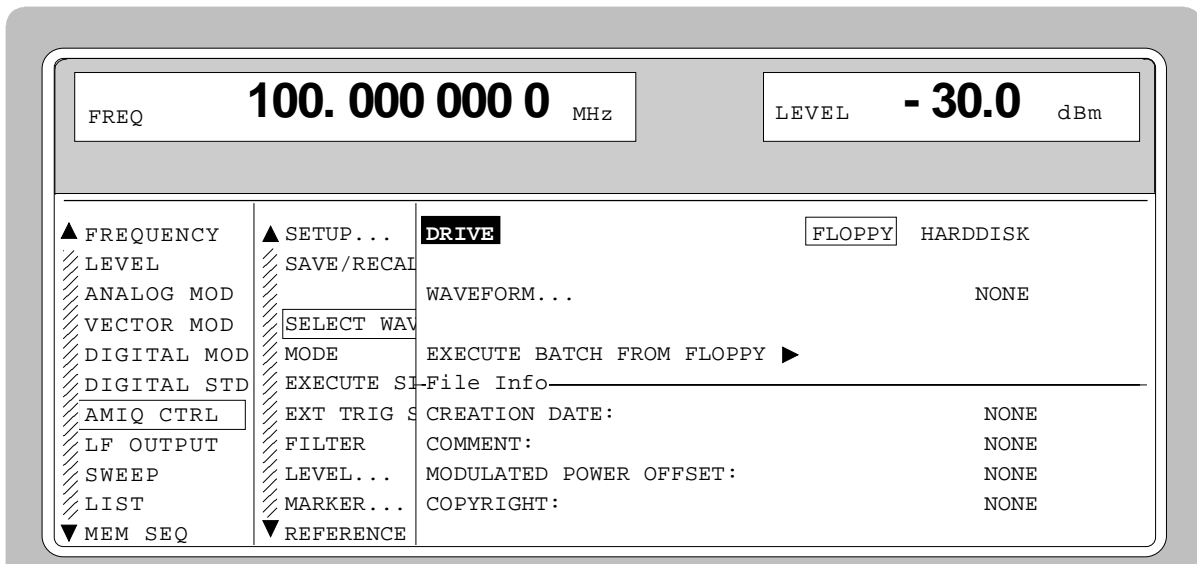 FREQ 100. 000 000 0 MHz LEVEL - 30.0 dBm
FREQUENCY SETUP... DRIVE FLOPPY HARDDISK
LEVEL SAVE/RECAL
ANALOG MOD WAVEFORM... NONE
VECTOR MOD SELECT WAV
DIGITAL MOD MODE EXECUTE BATCH FROM FLOPPY
DIGITAL STD EXECUTE SI File Info
AMIQ CTRL EXT TRIG S CREATION DATE: NONE
LF OUTPUT FILTER COMMENT: NONE
SWEEP LEVEL... MODULATED POWER OFFSET: NONE
LIST MARKER... COPYRIGHT: NONE
MEM SEQ REFERENCE